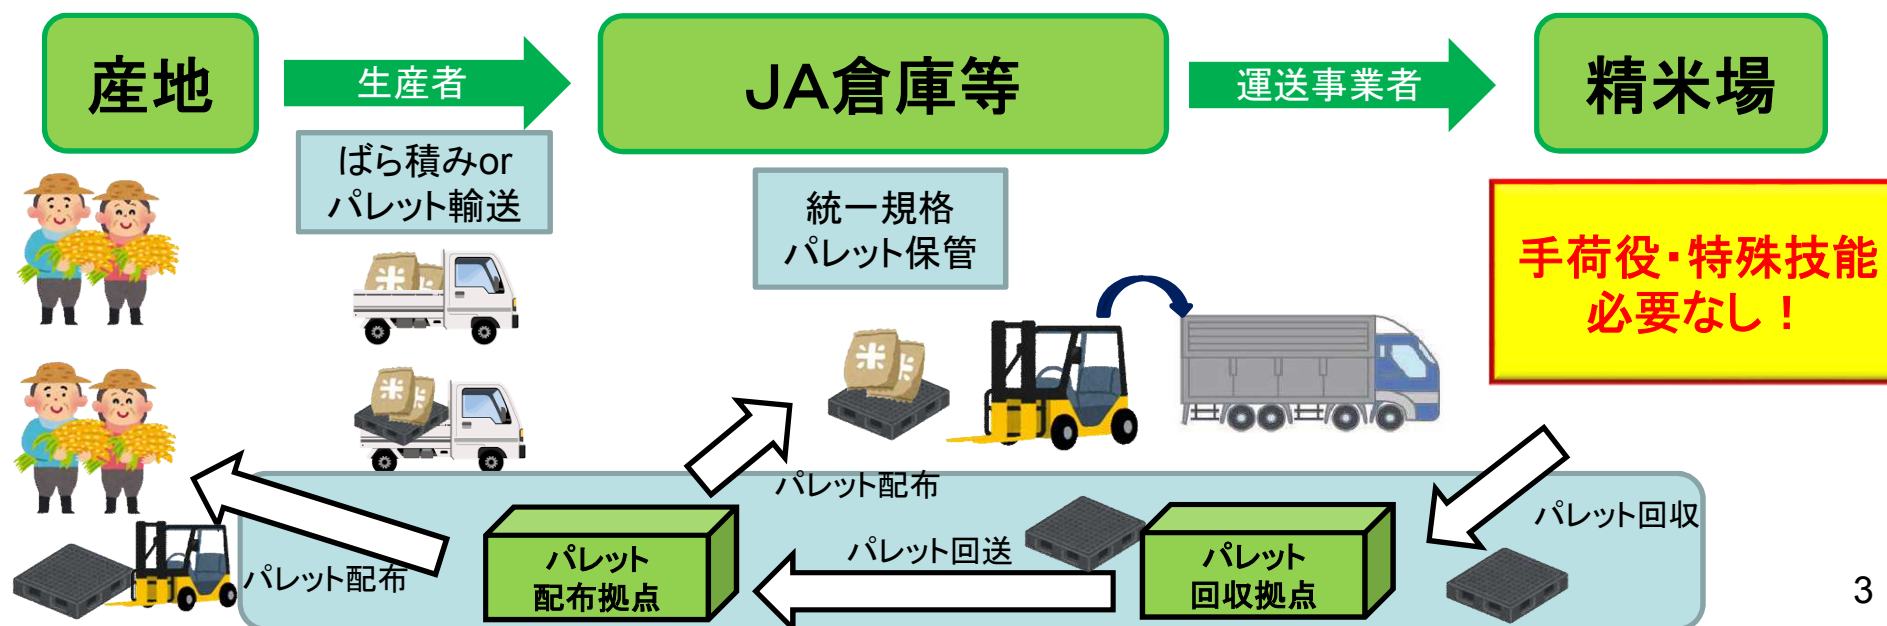 産地
生産者
JA倉庫等
運送事業者
精米場
ばら積みor
パレット輸送
統一規格
パレット保管
手荷役・特殊技能
必要なし！
米
米
米
パレット配布
パレット回収
パレット回送
パレット
配布拠点
パレット
回収拠点
パレット配布
3